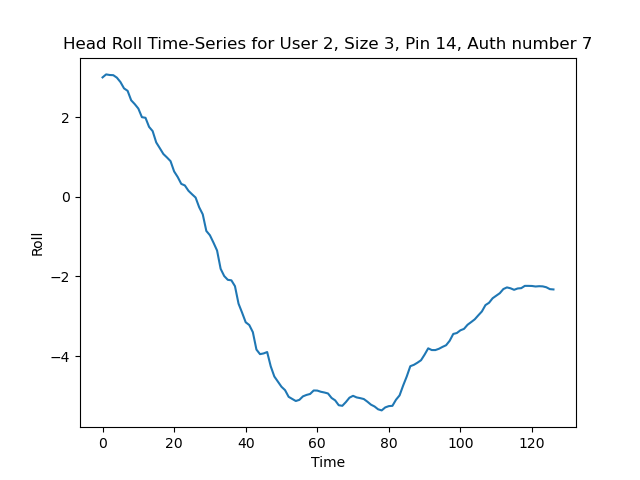 Head Roll Time-Series for User 2, Size 3, Pin 14, Auth number 7
2
0
−2
−4
Roll
0 20 40 60 80 100 120
Time